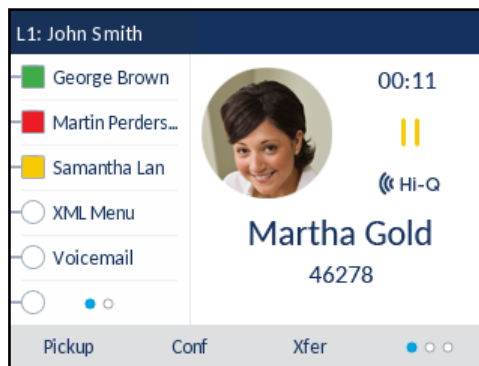 L1: John Smith
George Brown
Martin Perders...
Samantha Lan
XML Menu
Voicemail
00:11
Hi-Q
Martha Gold
46278
Pickup Conf Xfer